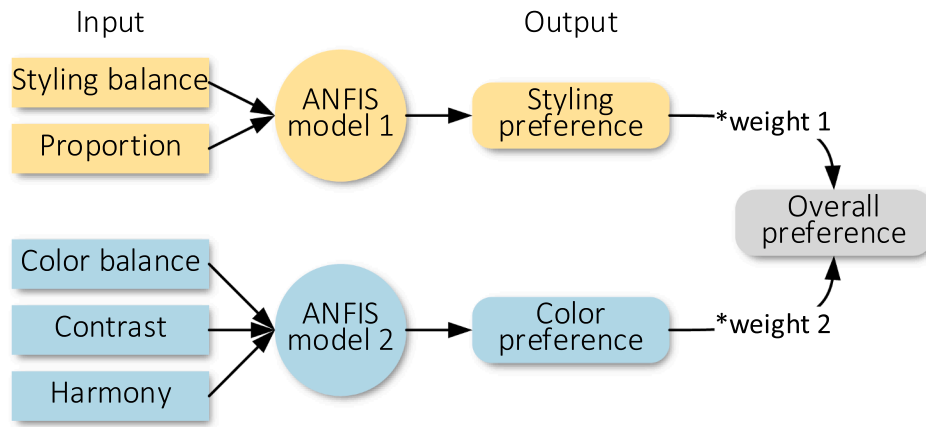 Input
Output
Styling balance
Proportion
ANFIS
model 1
Styling
preference
*weight 1
Overall
preference
Color balance
Contrast
Harmony
ANFIS
model 2
Color
preference
*weight 2